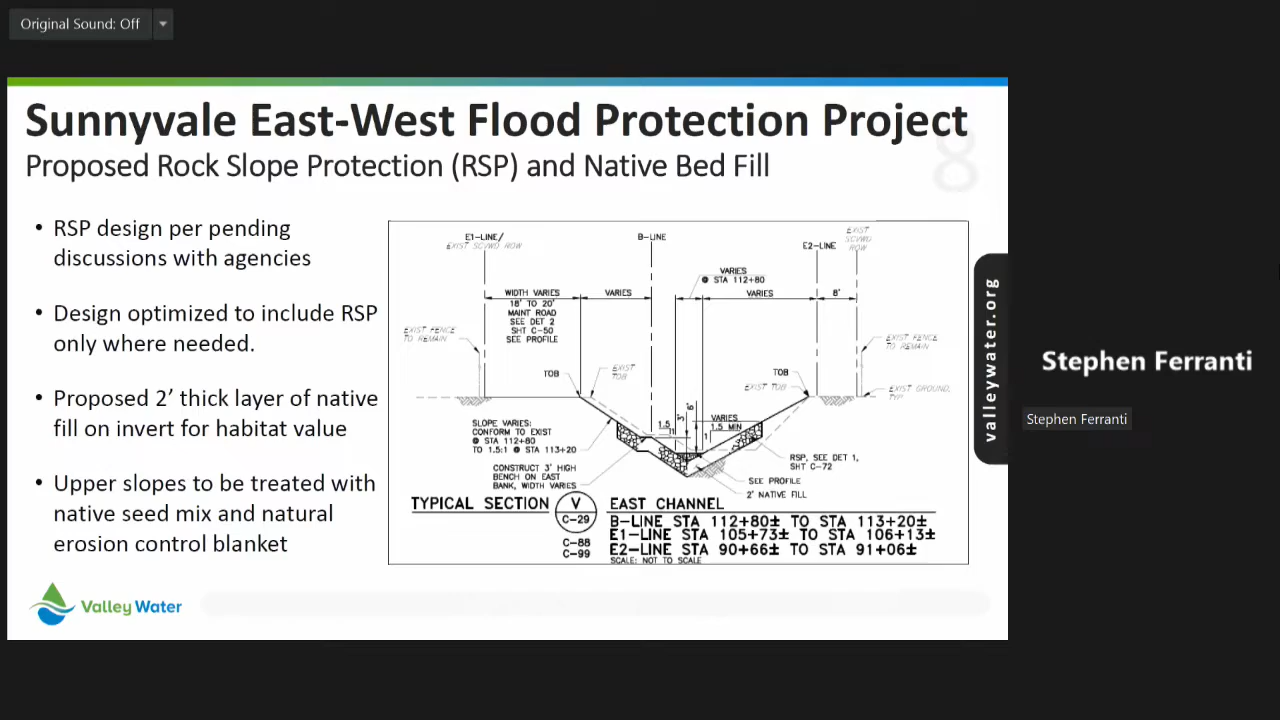 Original Sound: Off
Sunnyvale East-West Flood Protection Project
Proposed Rock Slope Protection (RSP) and Native Bed Fill
8
• RSP design per pending
discussions with agencies
• Design optimized to include RSP
only where needed.
• Proposed 2’ thick layer of native
fill on invert for habitat value
• Upper slopes to be treated with
native seed mix and natural
erosion control blanket
E1-LINE/
EXIST SCVWD ROW
B-LINE
E2-LINE
EXIST
SCVWD
ROW
VARIES
@ STA 112+80
WIDTH VARIES
18' TO 20'
MAINT ROAD
SEE DET 2
SHT C-50
SEE PROFILE
VARIES
VARIES
8'
EXIST FENCE
TO REMAIN
EXIST FENCE
TO REMAIN
TOB
EXIST
TOB
TOB
EXIST TOB
EXIST GROUND,
TYP
SLOPE VARIES:
CONFORM TO EXIST
@ STA 112+80
TO 1.5:1 @ STA 113+20
1.5
1
3'
6'
VARIES
1.5 MIN
1
CONSTRUCT 3' HIGH
BENCH ON EAST
BANK, WIDTH VARIES
RSP, SEE DET 1,
SHT C-72
SEE PROFILE
2' NATIVE FILL
TYPICAL SECTION
V
C-29
C-88
C-99
EAST CHANNEL
B-LINE STA 112+80± TO STA 113+20±
E1-LINE STA 105+73± TO STA 106+13±
E2-LINE STA 90+66± TO STA 91+06±
SCALE: NOT TO SCALE
valleywater.org
Valley Water
Stephen Ferranti
Stephen Ferranti